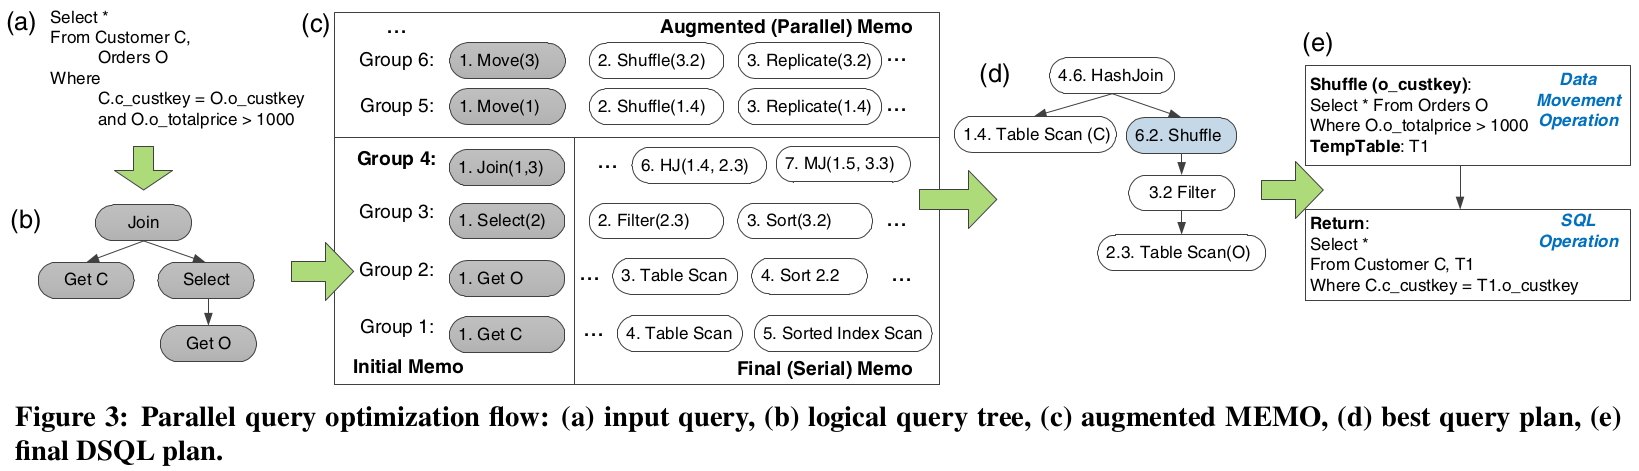 (a)
Select *
From Customer C,
Orders O
Where
C.c_custkey = O.o_custkey
and O.o_totalprice > 1000
(b)
Join
Get C
Select
Get O
(c)
... Augmented (Parallel) Memo
Group 6: 1. Move(3) 2. Shuffle(3.2) 3. Replicate(3.2) ...
Group 5: 1. Move(1) 2. Shuffle(1.4) 3. Replicate(1.4) ...
Group 4: 1. Join(1,3) ... 6. HJ(1.4, 2.3) 7. MJ(1.5, 3.3)
Group 3: 1. Select(2) 2. Filter(2.3) 3. Sort(3.2) ...
Group 2: 1. Get O ... 3. Table Scan 4. Sort 2.2 ...
Group 1: 1. Get C ... 4. Table Scan 5. Sorted Index Scan
Initial Memo Final (Serial) Memo
(d)
4.6. HashJoin
1.4. Table Scan (C)
6.2. Shuffle
3.2 Filter
2.3. Table Scan(O)
(e)
Shuffle (o_custkey):
Select * From Orders O
Where O.o_totalprice > 1000
TempTable: T1
Data
Movement
Operation
Return:
Select *
From Customer C, T1
Where C.c_custkey = T1.o_custkey
SQL
Operation
Figure 3: Parallel query optimization flow: (a) input query, (b) logical query tree, (c) augmented MEMO, (d) best query plan, (e)
final DSQL plan.